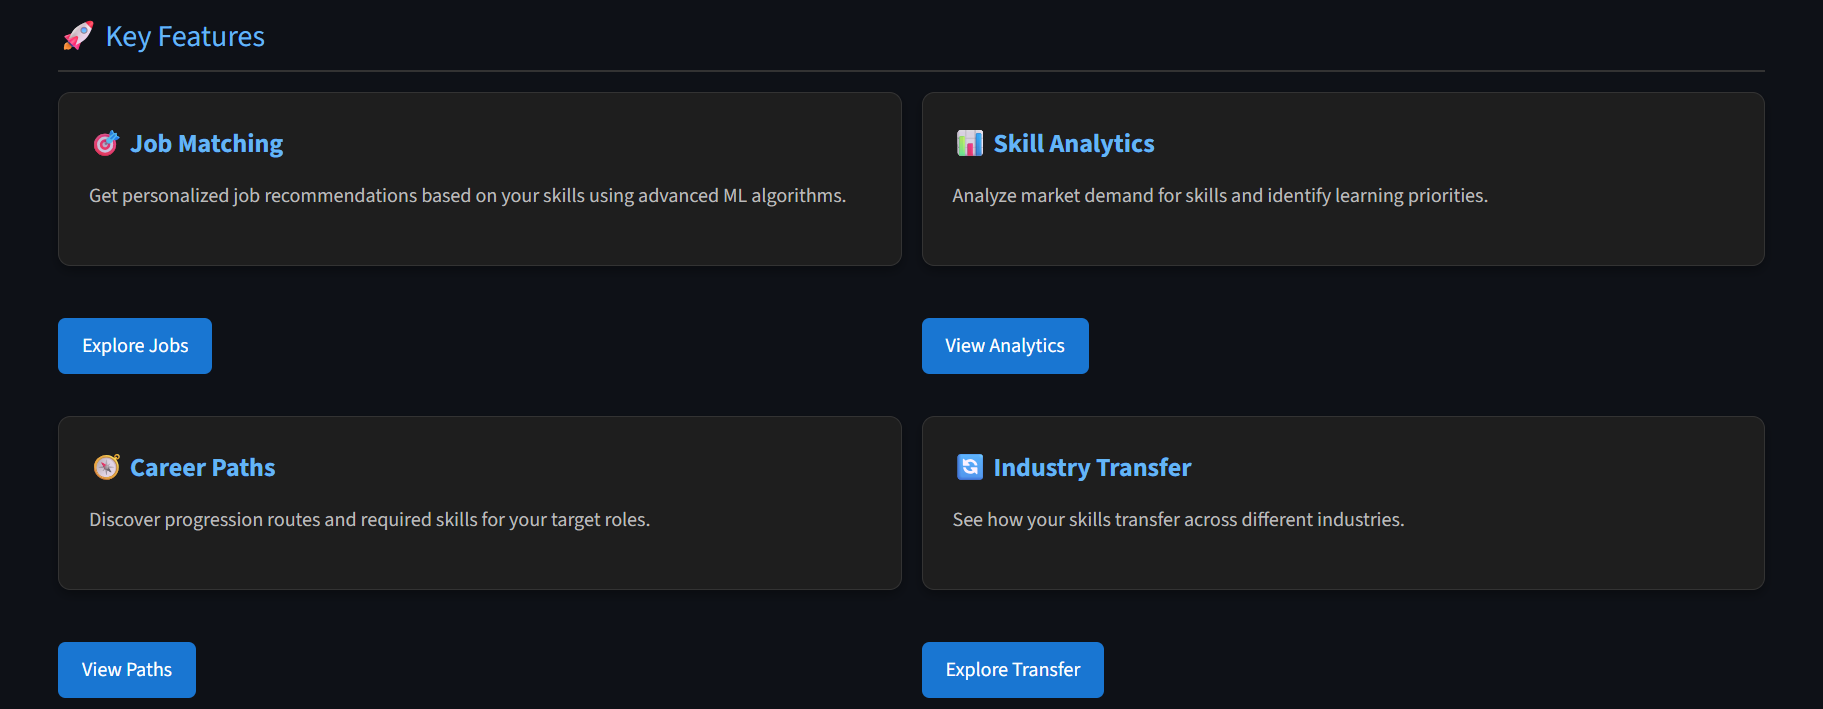 🚀 Key Features
🎯 Job Matching
Get personalized job recommendations based on your skills using advanced ML algorithms.
Explore Jobs
📊 Skill Analytics
Analyze market demand for skills and identify learning priorities.
View Analytics
🧭 Career Paths
Discover progression routes and required skills for your target roles.
View Paths
🔄 Industry Transfer
See how your skills transfer across different industries.
Explore Transfer